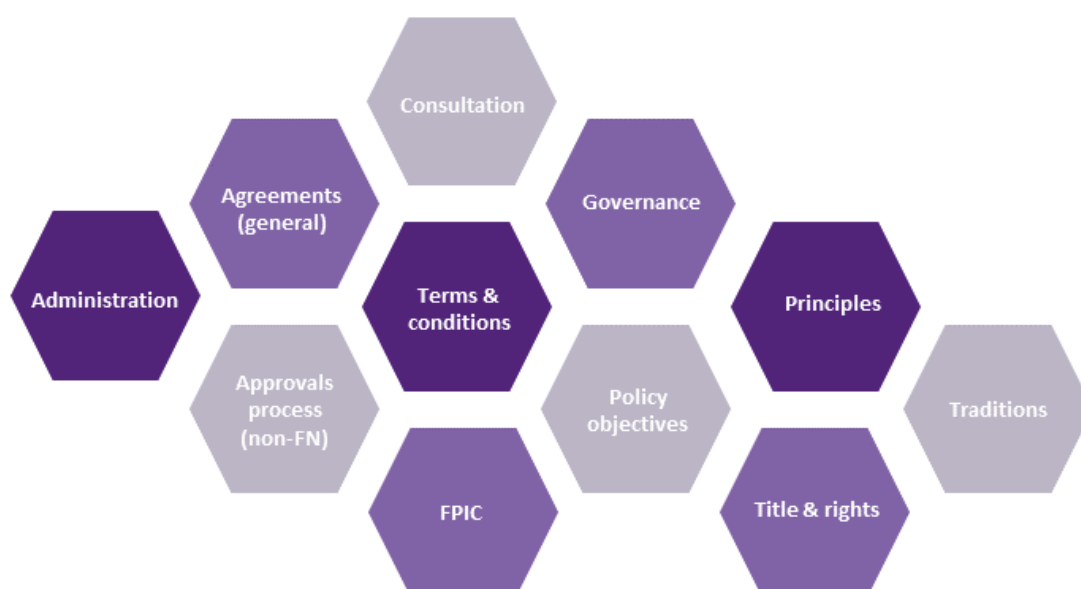 Consultation
Agreements
(general)
Governance
Administration
Terms &
conditions
Principles
Approvals
process
(non-FN)
Policy
objectives
Traditions
FPIC
Title & rights